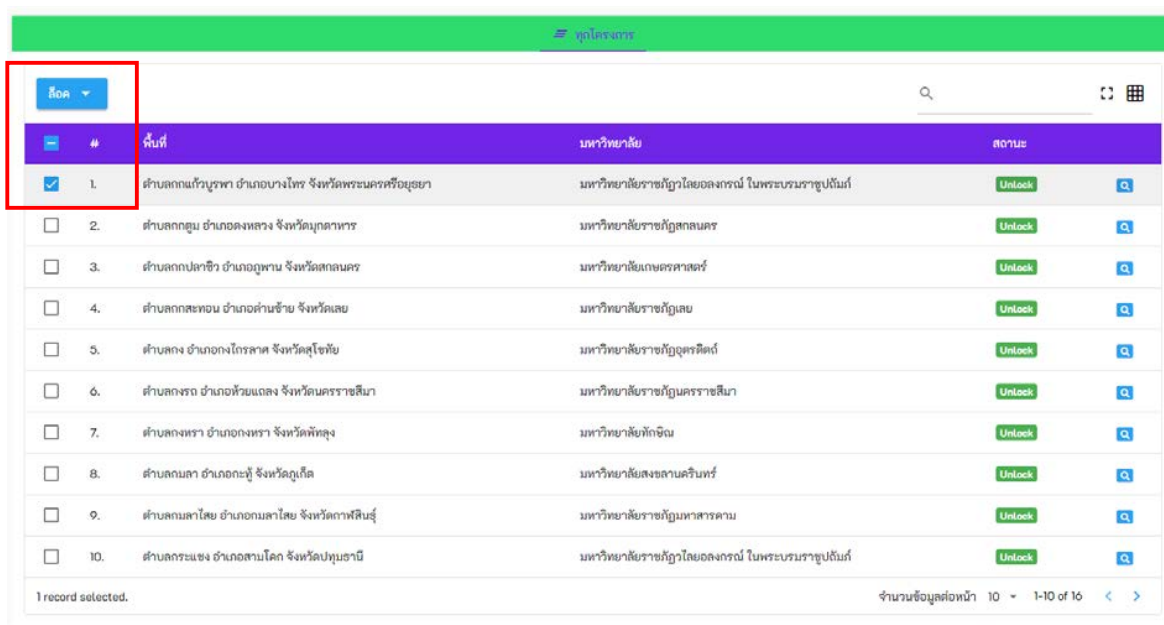 ทุกโครงการ
ล็อค
# พื้นที่ มหาวิทยาลัย สถานะ
1. ตำบลกกแก้วบูรพา อำเภอบางไทร จังหวัดพระนครศรีอยุธยา มหาวิทยาลัยราชภัฏวไลยอลงกรณ์ ในพระบรมราชูปถัมภ์ Unlock
2. ตำบลกกตูม อำเภอดงหลวง จังหวัดมุกดาหาร มหาวิทยาลัยราชภัฏสกลนคร Unlock
3. ตำบลกกปลาซิว อำเภอภูพาน จังหวัดสกลนคร มหาวิทยาลัยเกษตรศาสตร์ Unlock
4. ตำบลกกสะทอน อำเภอด่านซ้าย จังหวัดเลย มหาวิทยาลัยราชภัฏเลย Unlock
5. ตำบลกง อำเภอกงไกรลาศ จังหวัดสุโขทัย มหาวิทยาลัยราชภัฏอุตรดิตถ์ Unlock
6. ตำบลกงรถ อำเภอห้วยแถลง จังหวัดนครราชสีมา มหาวิทยาลัยราชภัฏนครราชสีมา Unlock
7. ตำบลกงหรา อำเภอกงหรา จังหวัดพัทลุง มหาวิทยาลัยทักษิณ Unlock
8. ตำบลกมลา อำเภอกะทู้ จังหวัดภูเก็ต มหาวิทยาลัยสงขลานครินทร์ Unlock
9. ตำบลกมลาไสย อำเภอกมลาไสย จังหวัดกาฬสินธุ์ มหาวิทยาลัยราชภัฏมหาสารคาม Unlock
10. ตำบลกระแชง อำเภอสามโคก จังหวัดปทุมธานี มหาวิทยาลัยราชภัฏวไลยอลงกรณ์ ในพระบรมราชูปถัมภ์ Unlock
1 record selected. จำนวนข้อมูลต่อหน้า 10 1-10 of 16